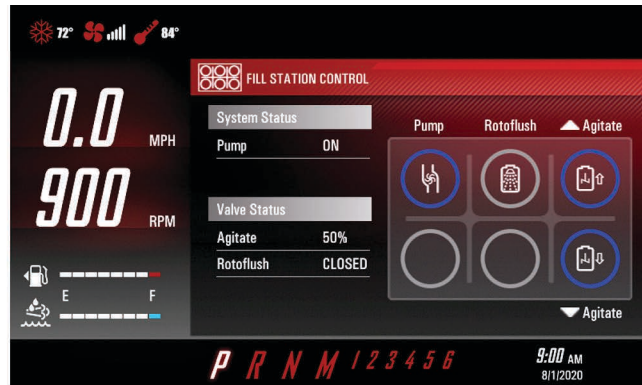 72° 84°
FILL STATION CONTROL
0.0 MPH
900 RPM
E F
System Status
Pump ON
Valve Status
Agitate 50%
Rotoflush CLOSED
Pump Rotoflush Agitate
Agitate
P R N M 1 2 3 4 5 6
9:00 AM
8/1/2020